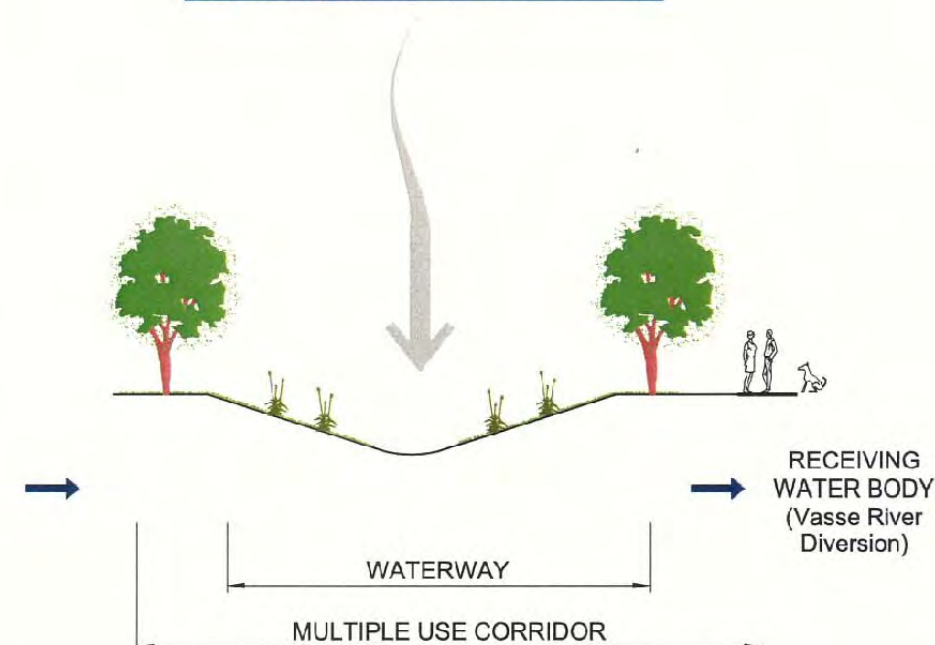 RECEIVING
WATER BODY
(Vasse River
Diversion)
WATERWAY
MULTIPLE USE CORRIDOR